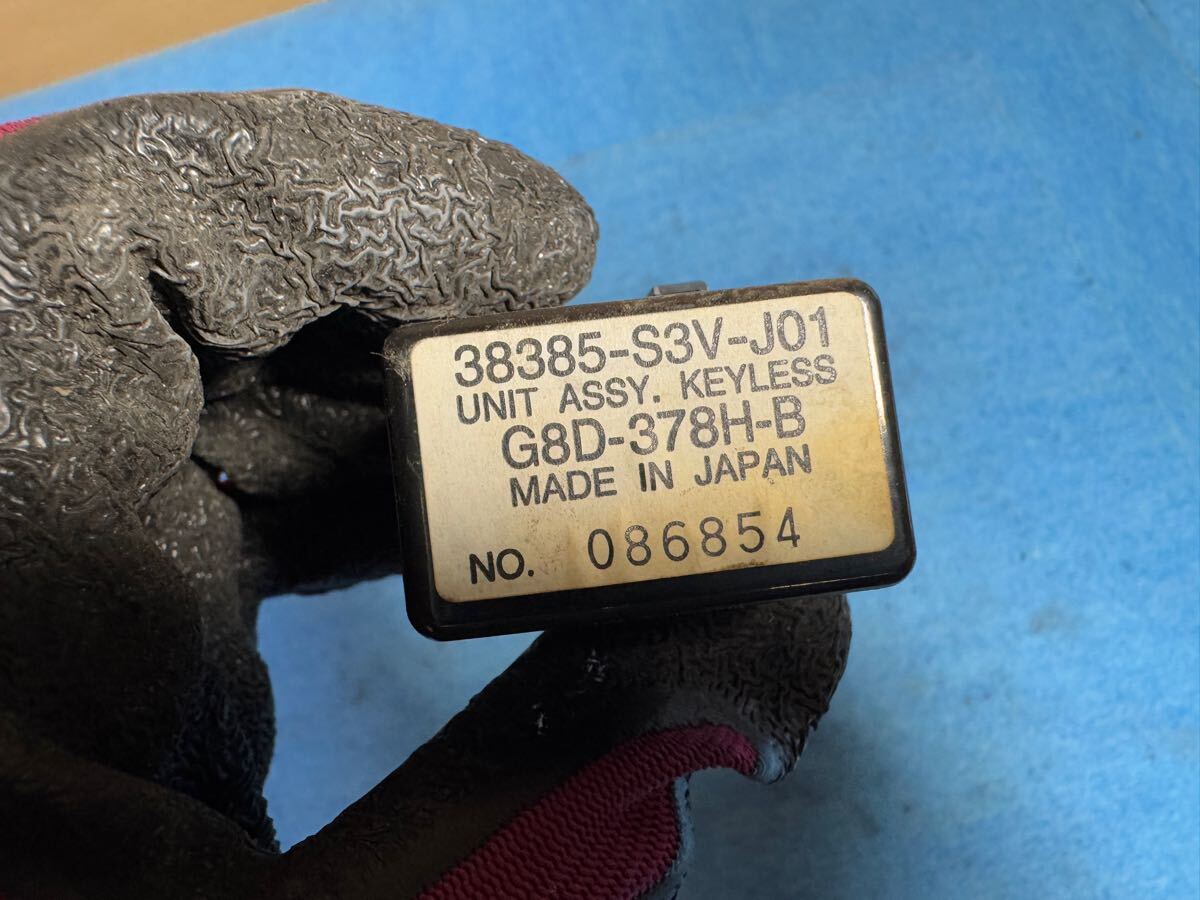 38385-S3V-J01
UNIT ASSY. KEYLESS
G8D-378H-B
MADE IN JAPAN
NO. 086854